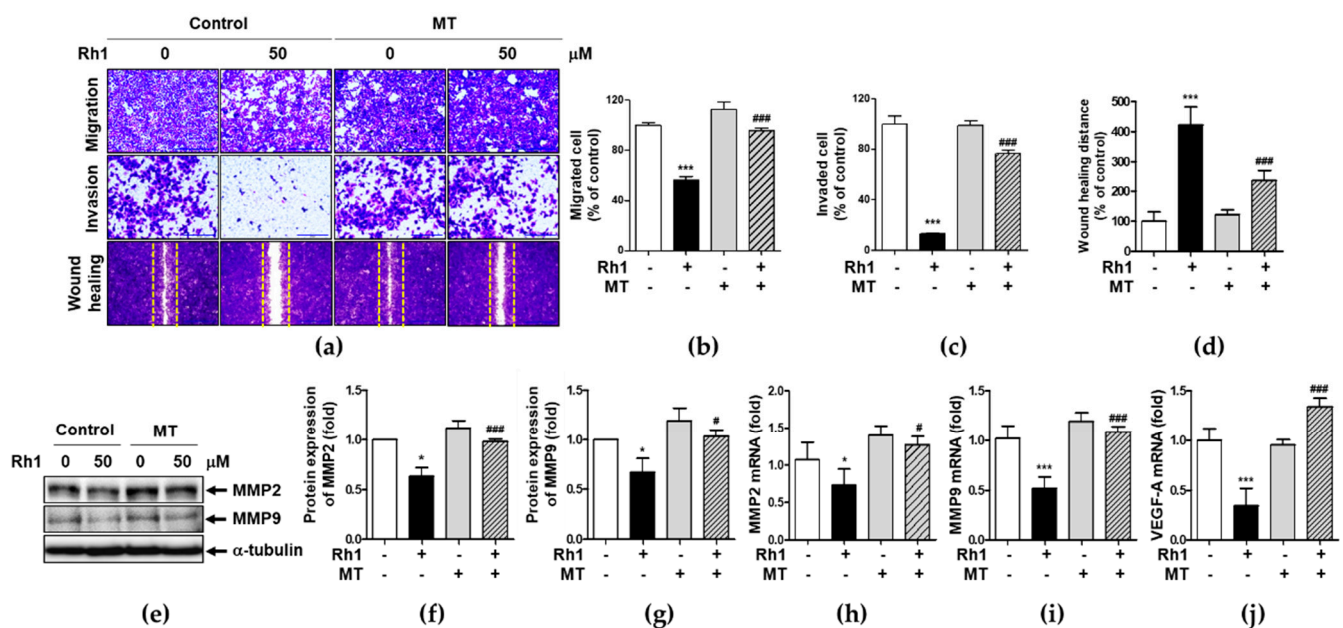 Control MT
Rh1 0 50 0 50 μM
Migration
Invasion
Wound healing
(a)
Migrated cell
(% of control)
120
80
40
0
***
###
Rh1 - + - +
MT - - + +
(b)
Invaded cell
(% of control)
120
80
40
0
***
###
Rh1 - + - +
MT - - + +
(c)
Wound healing distance
(% of control)
500
400
300
200
100
0
***
###
Rh1 - + - +
MT - - + +
(d)
Control MT
Rh1 0 50 0 50 μM
MMP2
MMP9
α-tubulin
(e)
Protein expression
of MMP2 (fold)
1.5
1.0
0.5
0.0
*
###
Rh1 - + - +
MT - - + +
(f)
Protein expression
of MMP9 (fold)
1.5
1.0
0.5
0.0
*
#
Rh1 - + - +
MT - - + +
(g)
MMP2 mRNA (fold)
2.0
1.5
1.0
0.5
0.0
*
#
Rh1 - + - +
MT - - + +
(h)
MMP9 mRNA (fold)
1.5
1.0
0.5
0.0
***
###
Rh1 - + - +
MT - - + +
(i)
VEGF-A mRNA (fold)
1.5
1.0
0.5
0.0
***
###
Rh1 - + - +
MT - - + +
(j)